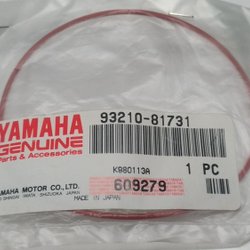 YAMAHA 93210-81731
GENUINE
Parts & Accessories
K980113A 1 PC
YAMAHA MOTOR CO., LTD.
609279
MADE IN JAPAN